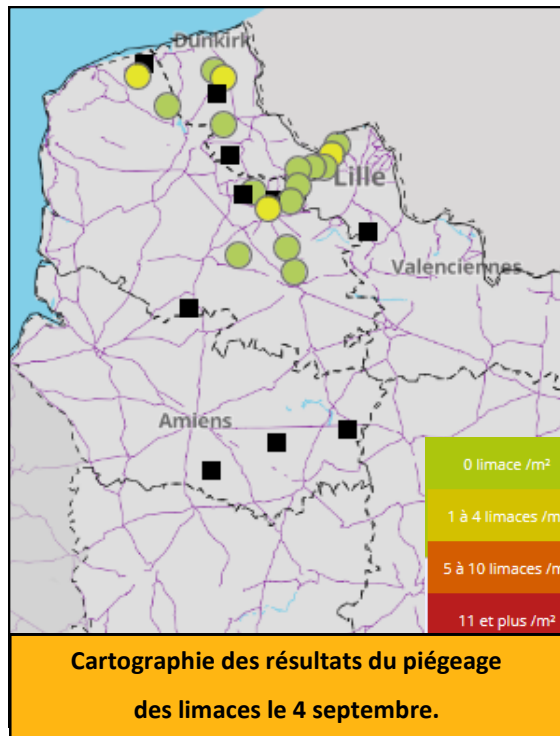 Dunkirk
Lille
Valenciennes
Amiens
0 limace /m²
1 à 4 limaces /m
5 à 10 limaces /m
11 et plus /m²
Cartographie des résultats du piégeage
des limaces le 4 septembre.